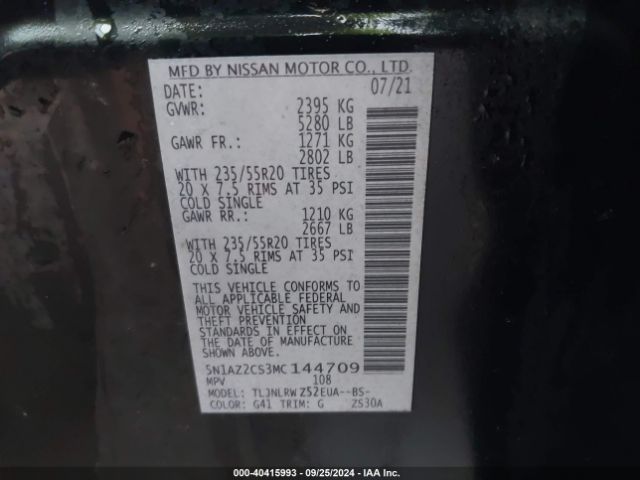 MFD BY NISSAN MOTOR CO., LTD.
DATE: 07/21
GVWR: 2395 KG
5280 LB
GAWR FR.: 1271 KG
2802 LB
WITH 235/55R20 TIRES
20 X 7.5 RIMS AT 35 PSI
COLD SINGLE
GAWR RR.: 1210 KG
2667 LB
WITH 235/55R20 TIRES
20 X 7.5 RIMS AT 35 PSI
COLD SINGLE
THIS VEHICLE CONFORMS TO
ALL APPLICABLE FEDERAL
MOTOR VEHICLE SAFETY AND
THEFT PREVENTION
STANDARDS IN EFFECT ON
THE DATE OF MANUFACTURE
SHOWN ABOVE.
5N1AZ2CS3MC144709
MPV 108
MODEL: TLJNLRW Z52EUA--BS-
COLOR: G41 TRIM: G ZS30A
000-40415993 - 09/25/2024 - IAA Inc.